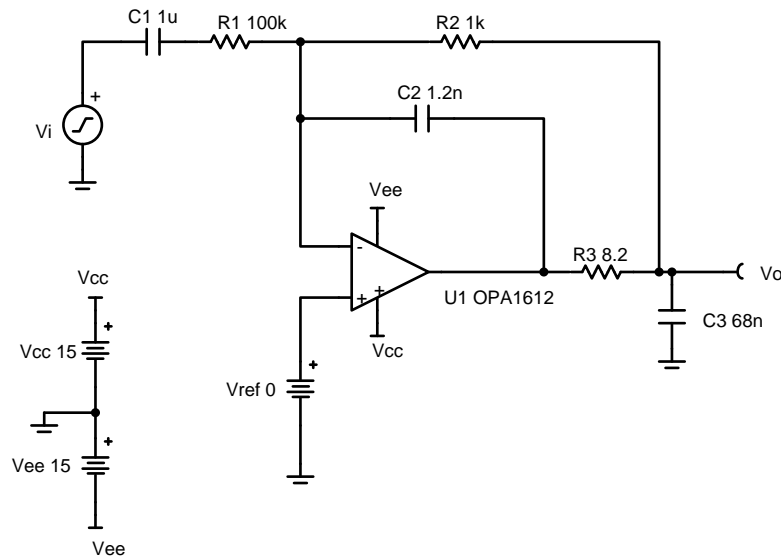 C1 1u
R1 100k
R2 1k
C2 1.2n
+
Vi
Vee
-
+
+
U1 OPA1612
Vcc
R3 8.2
Vo
C3 68n
Vcc
+
Vcc 15
+
Vref 0
+
Vee 15
Vee